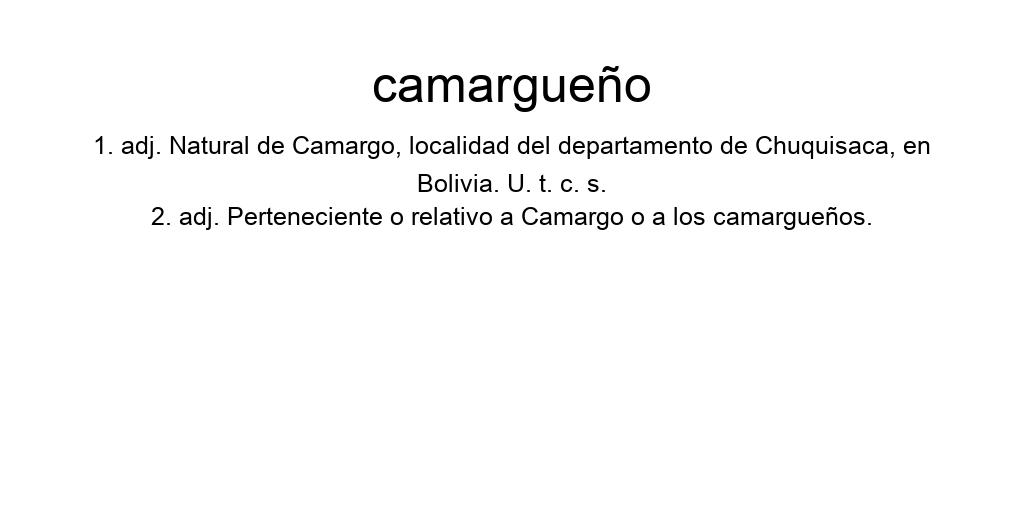 camargueño
1. adj. Natural de Camargo, localidad del departamento de Chuquisaca, en
Bolivia. U. t. c. s.
2. adj. Perteneciente o relativo a Camargo o a los camargueños.